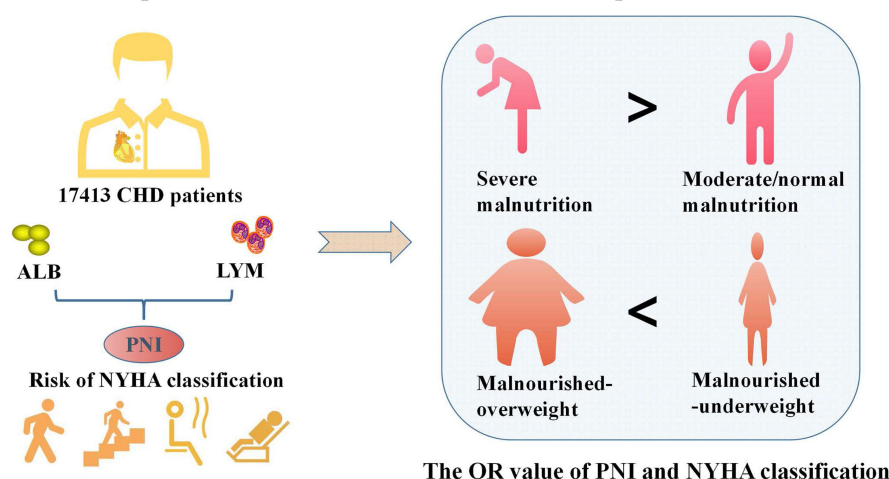 17413 CHD patients
ALB
LYM
PNI
Risk of NYHA classification
Severe
malnutrition
>
Moderate/normal
malnutrition
Malnourished-
overweight
<
Malnourished
-underweight
The OR value of PNI and NYHA classification